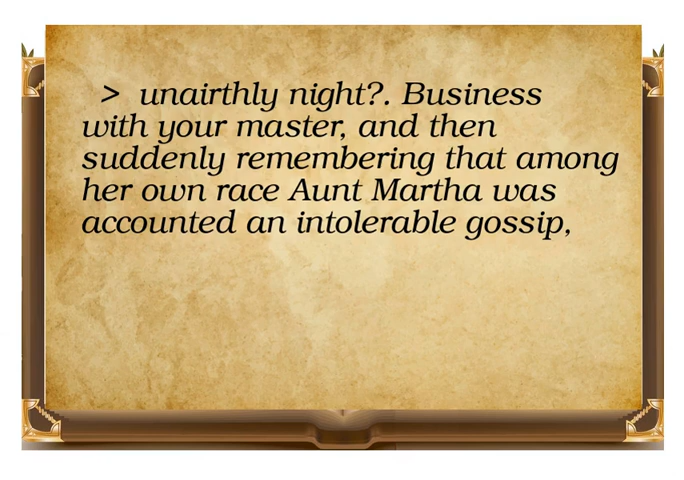 > unairthly night?. Business
with your master, and then
suddenly remembering that among
her own race Aunt Martha was
accounted an intolerable gossip,